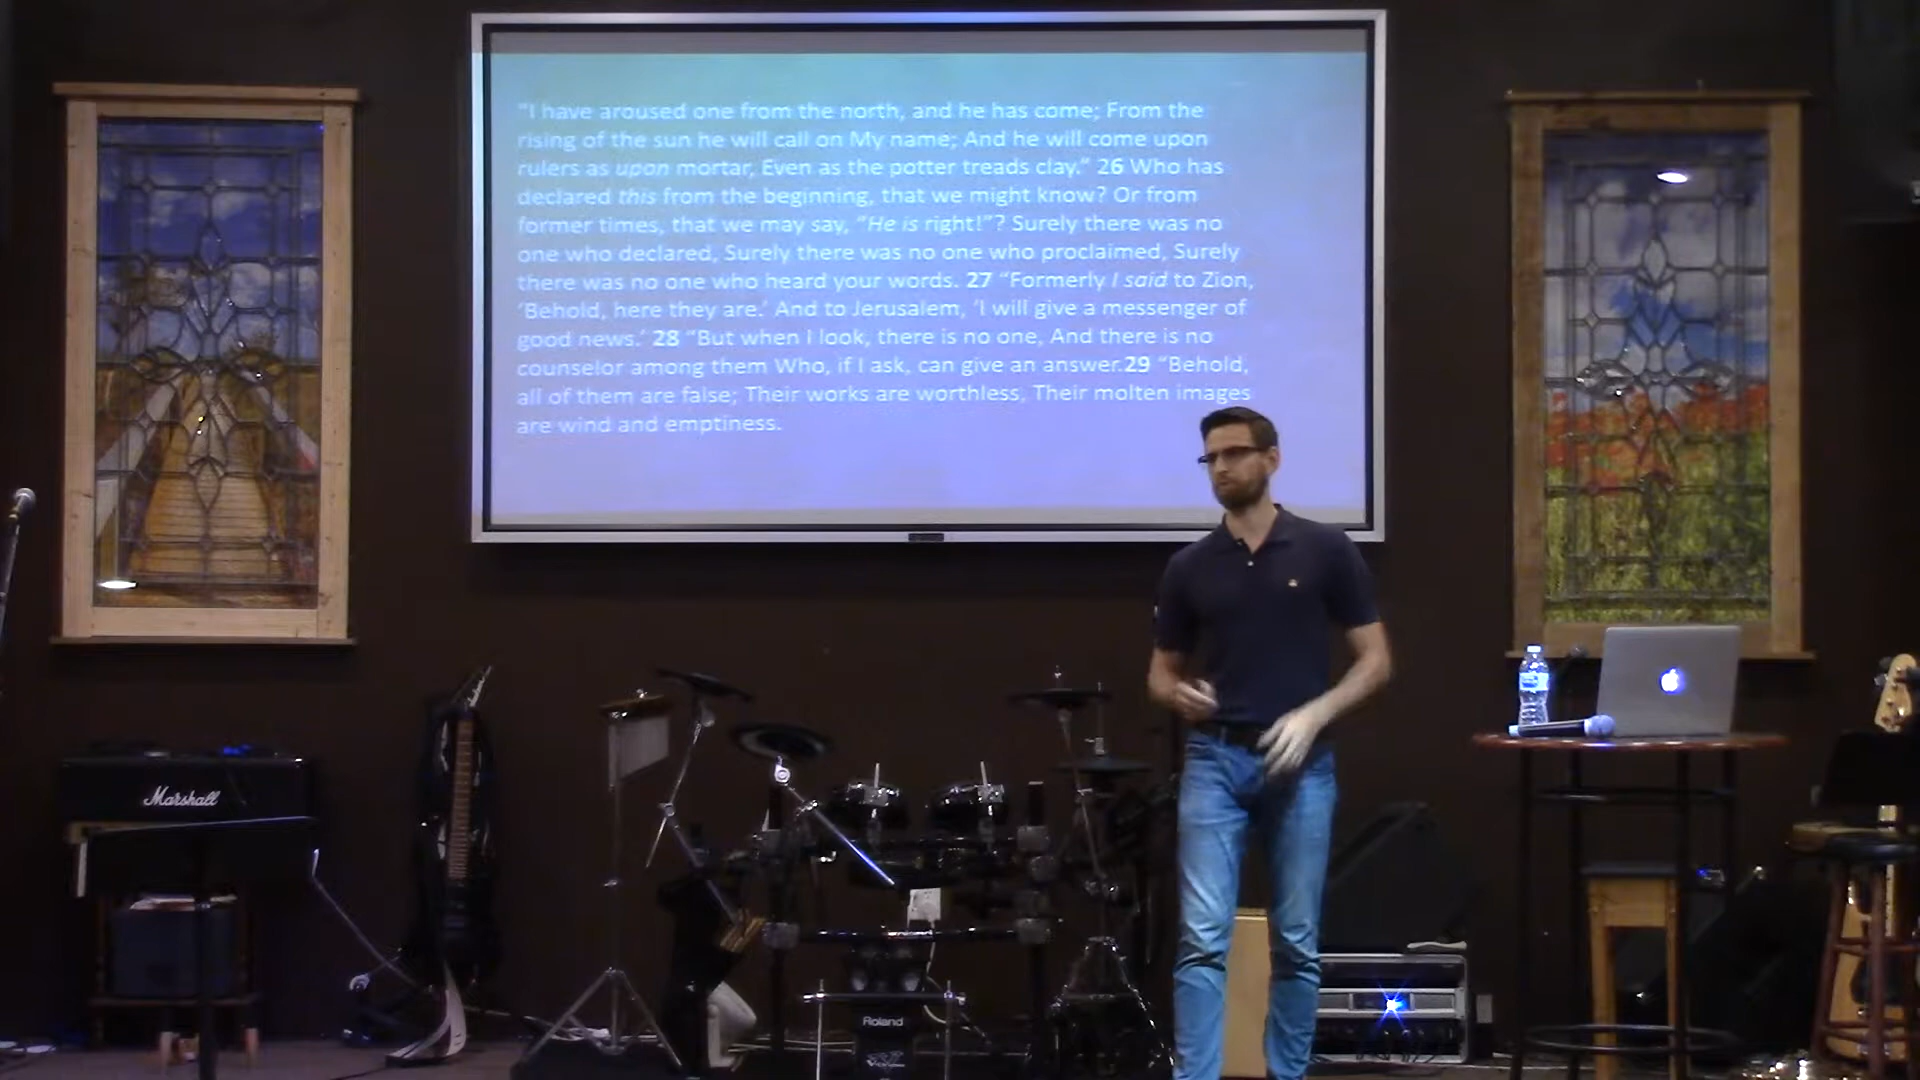 “I have aroused one from the north, and he has come; From the
rising of the sun he will call on My name; And he will come upon
rulers as upon mortar, Even as the potter treads clay.” 26 Who has
declared this from the beginning, that we might know? Or from
former times, that we may say, “He is right!”? Surely there was no
one who declared, Surely there was no one who proclaimed, Surely
there was no one who heard your words. 27 “Formerly I said to Zion,
‘Behold, here they are.’ And to Jerusalem, ‘I will give a messenger of
good news.’ 28 “But when I look, there is no one, And there is no
counselor among them Who, if I ask, can give an answer.29 “Behold,
all of them are false; Their works are worthless, Their molten images
are wind and emptiness.
Marshall
Roland